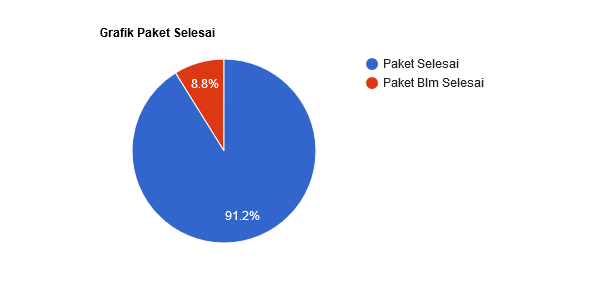 Grafik Paket Selesai
Paket Selesai
Paket Blm Selesai
8.8%
91.2%